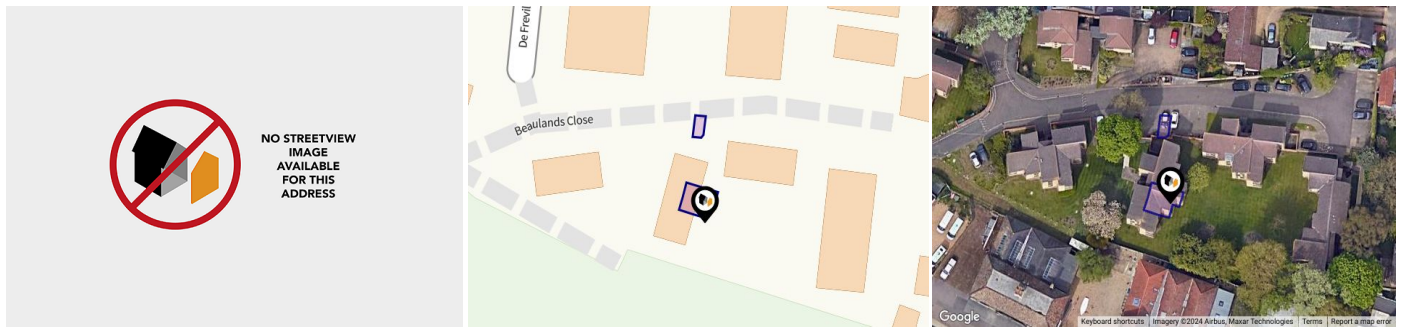 NO STREETVIEW
IMAGE
AVAILABLE
FOR THIS
ADDRESS
De Frevil
Beaulands Close
Google
Keyboard shortcuts
Imagery ©2024 Airbus, Maxar Technologies
Terms
Report a map error